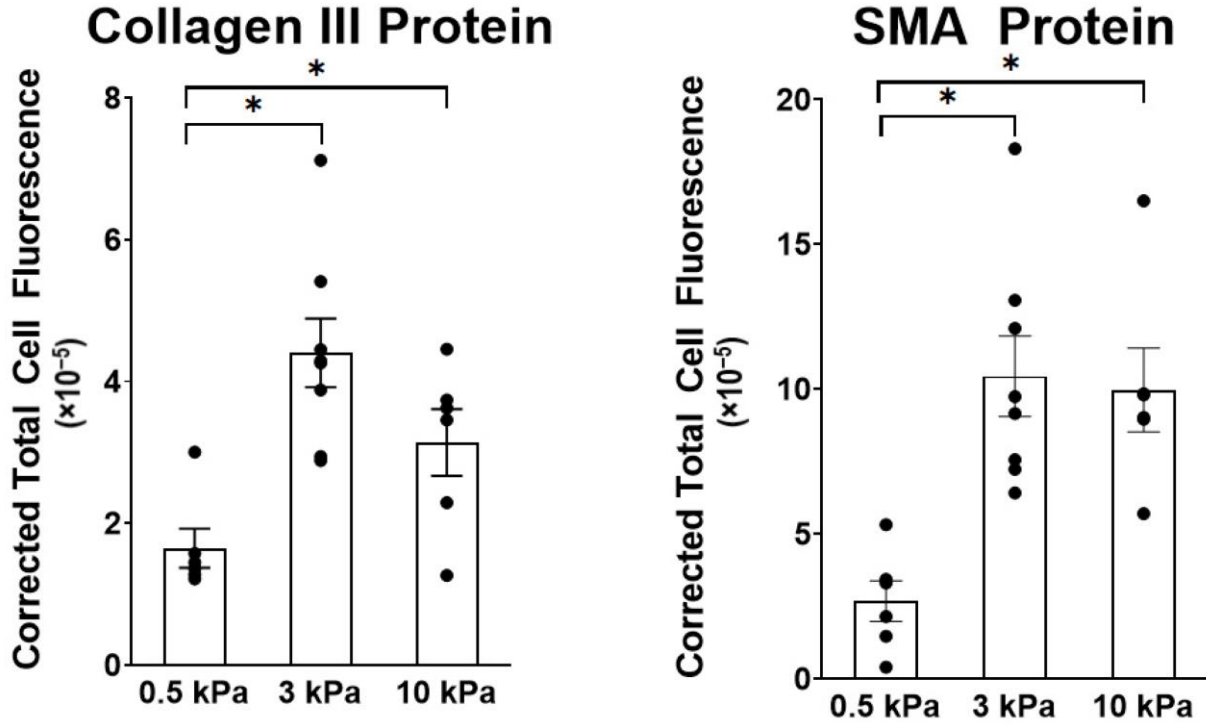 Collagen III Protein
Corrected Total Cell Fluorescence
(×10⁻⁵)
*
*
8
6
4
2
0
0.5 kPa 3 kPa 10 kPa
SMA Protein
Corrected Total Cell Fluorescence
(×10⁻⁵)
*
*
20
15
10
5
0
0.5 kPa 3 kPa 10 kPa